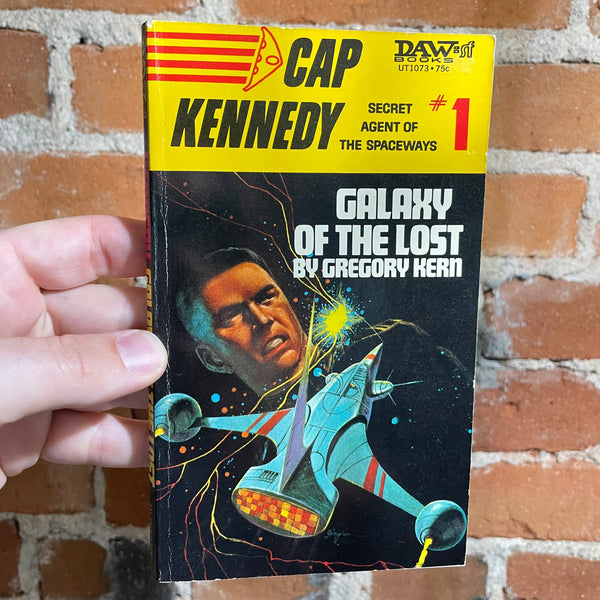 CAP
KENNEDY
SECRET
AGENT OF
THE SPACEWAYS
#1
DAW sf
BOOKS
UT1073 • 75c
GALAXY
OF THE LOST
BY GREGORY KERN